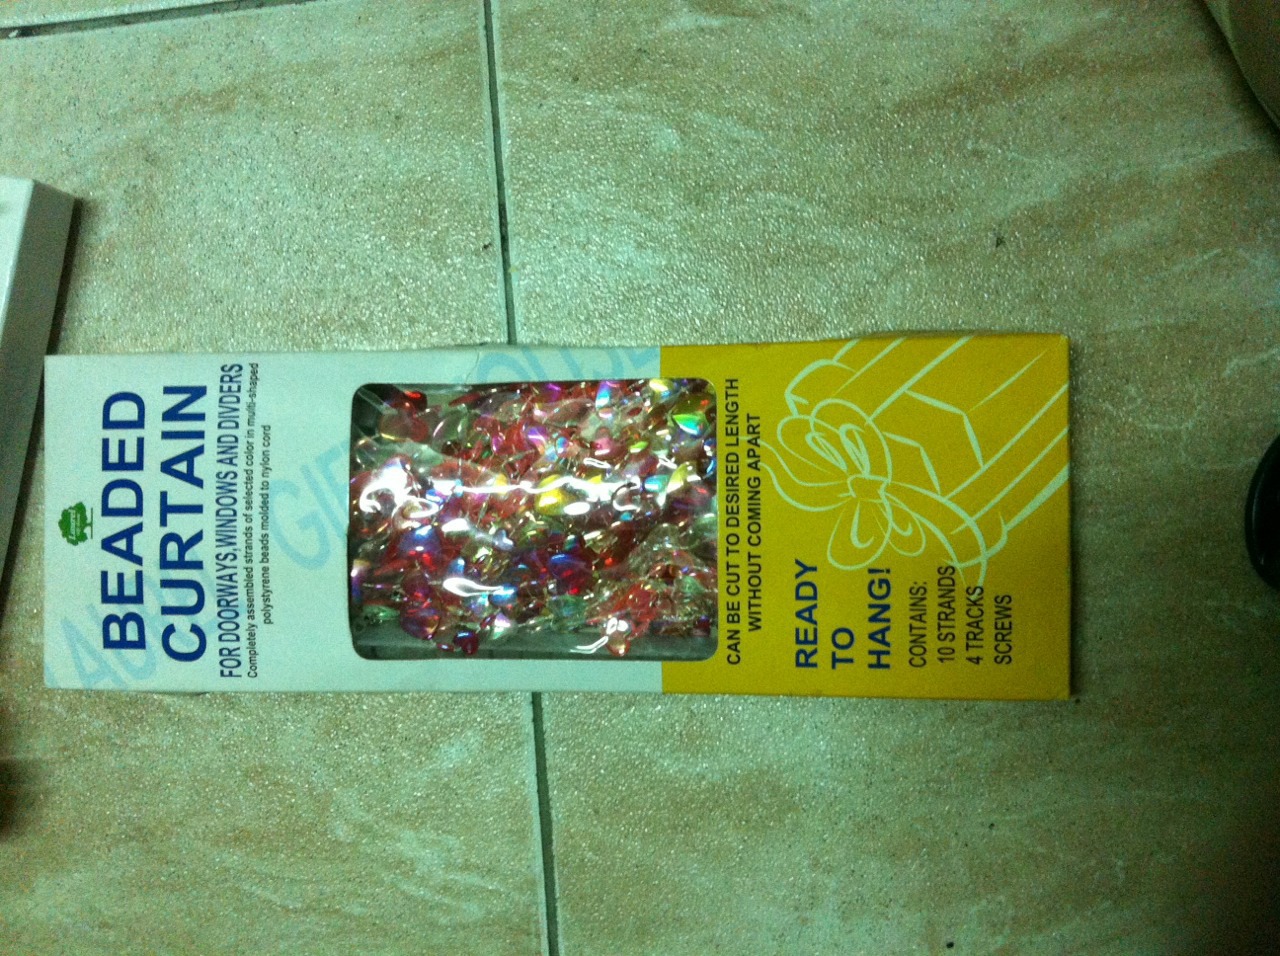 BEADED
CURTAIN
FOR DOORWAYS,WINDOWS AND DIVDERS
Completely assembled strands of selected color in multi-shaped
polystyrene beads molded to nylon cord
CAN BE CUT TO DESIRED LENGTH
WITHOUT COMING APART
READY
TO
HANG!
CONTAINS:
10 STRANDS
4 TRACKS
SCREWS